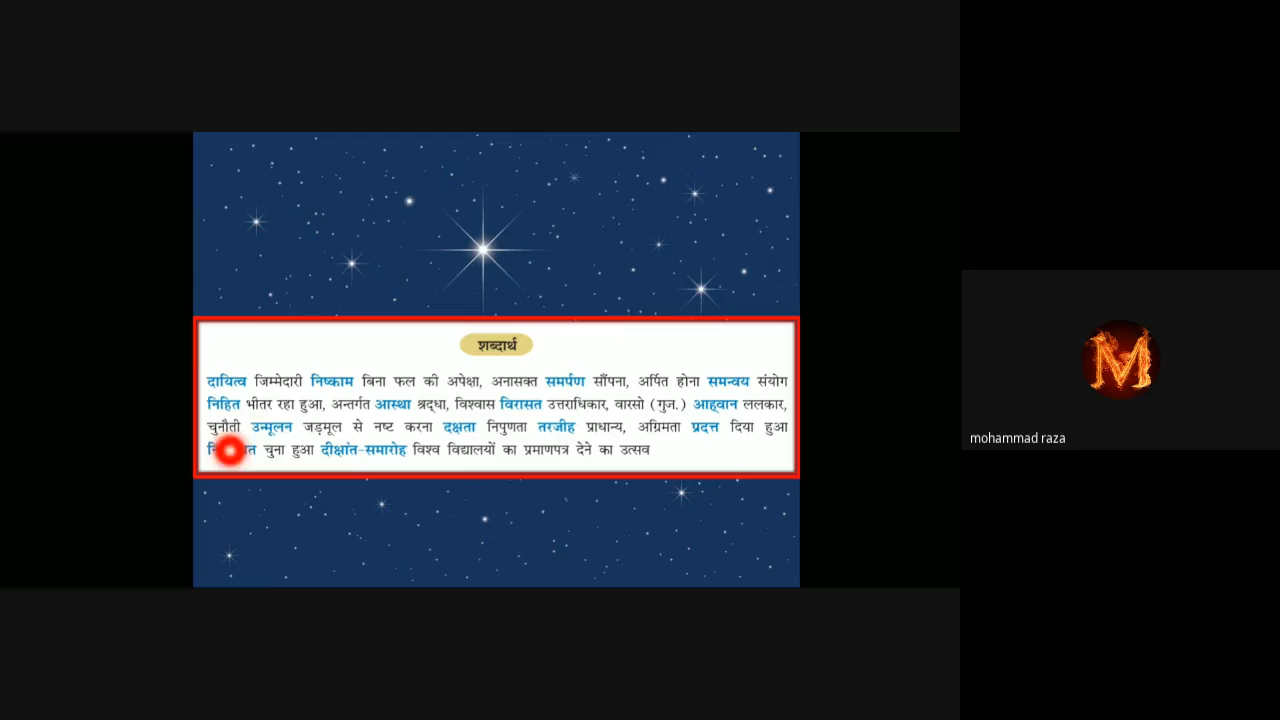 शब्दार्थ
दायित्व जिम्मेदारी निष्काम बिना फल की अपेक्षा, अनासक्त समर्पण सौंपना, अर्पित होना समन्वय संयोग
निहित भीतर रहा हुआ, अन्तर्गत आस्था श्रद्धा, विश्वास विरासत उत्तराधिकार, वारसो (गुज.) आह्वान ललकार,
चुनौती उन्मूलन जड़मूल से नष्ट करना दक्षता निपुणता तरजीह प्राधान्य, अग्रिमता प्रदत्त दिया हुआ
चुना हुआ दीक्षांत-समारोह विश्व विद्यालयों का प्रमाणपत्र देने का उत्सव
mohammad raza